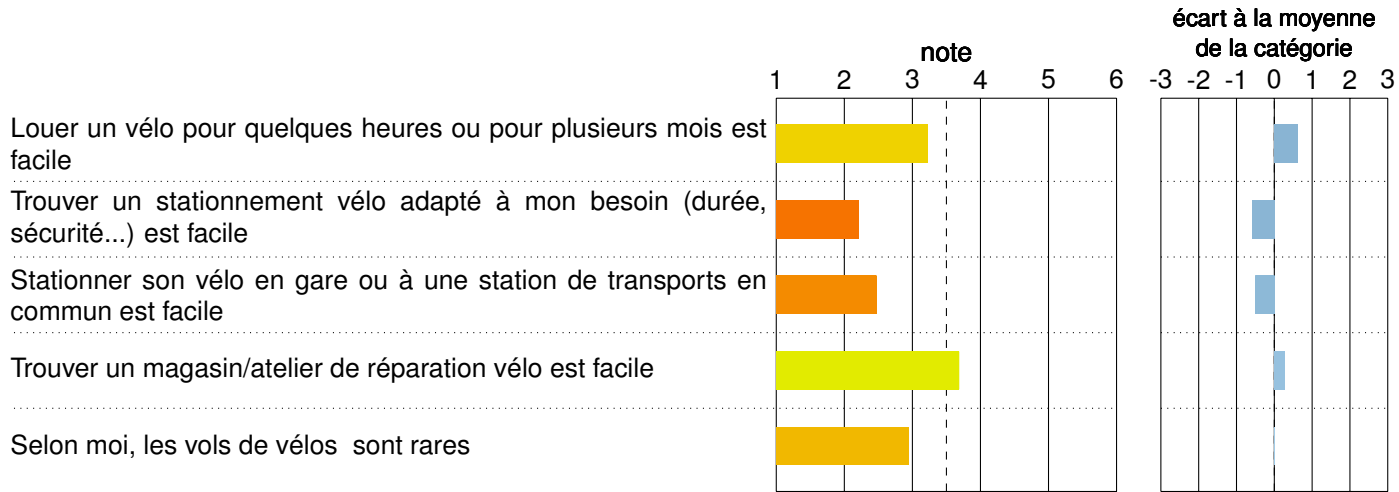 écart à la moyenne
note de la catégorie
1 2 3 4 5 6 -3 -2 -1 0 1 2 3
Louer un vélo pour quelques heures ou pour plusieurs mois est
facile
Trouver un stationnement vélo adapté à mon besoin (durée,
sécurité...) est facile
Stationner son vélo en gare ou à une station de transports en
commun est facile
Trouver un magasin/atelier de réparation vélo est facile
Selon moi, les vols de vélos sont rares